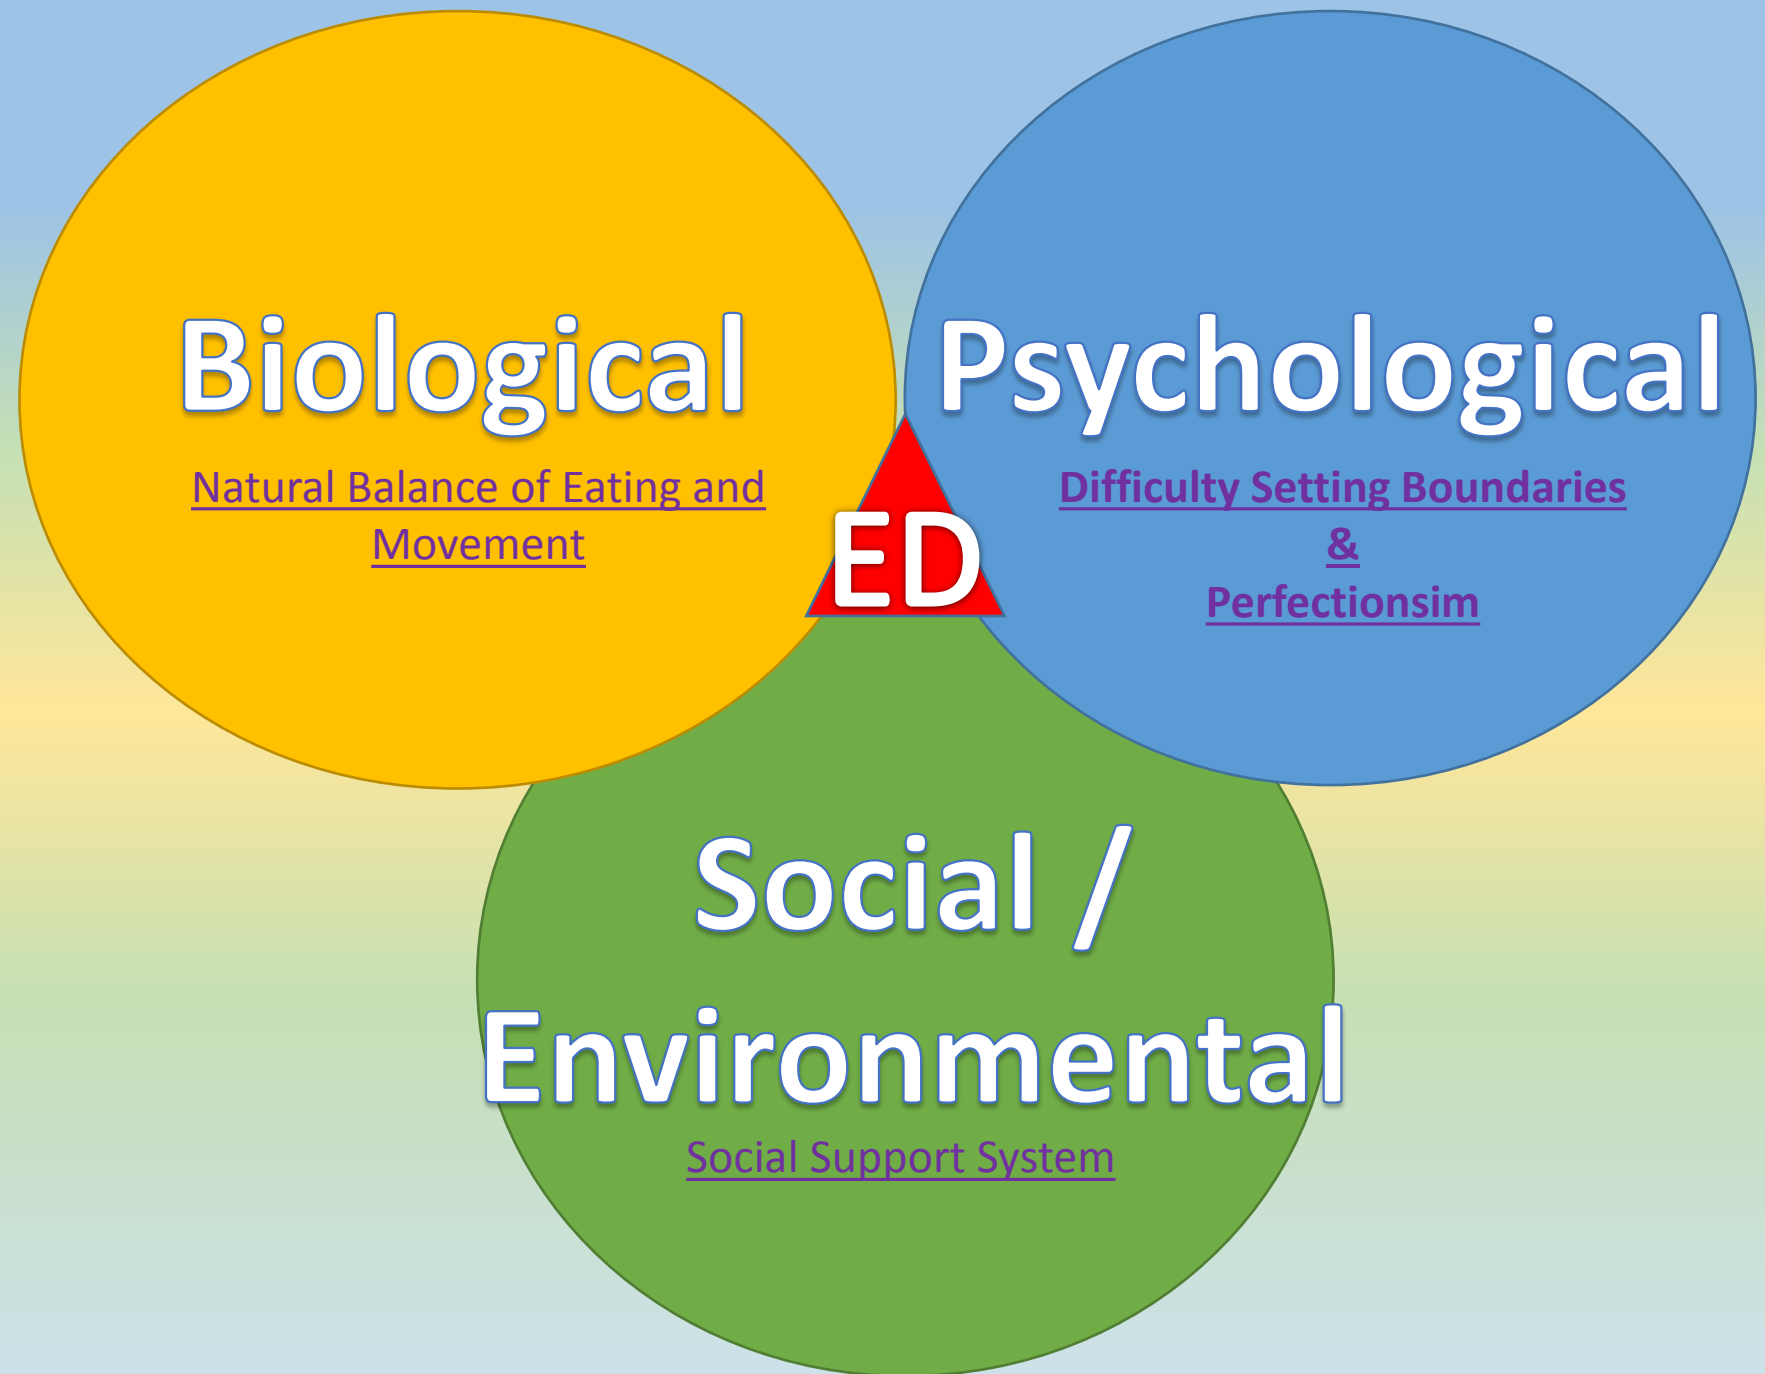 Biological
Natural Balance of Eating and
Movement
Psychological
Difficulty Setting Boundaries
&
Perfectionsim
ED
Social /
Environmental
Social Support System